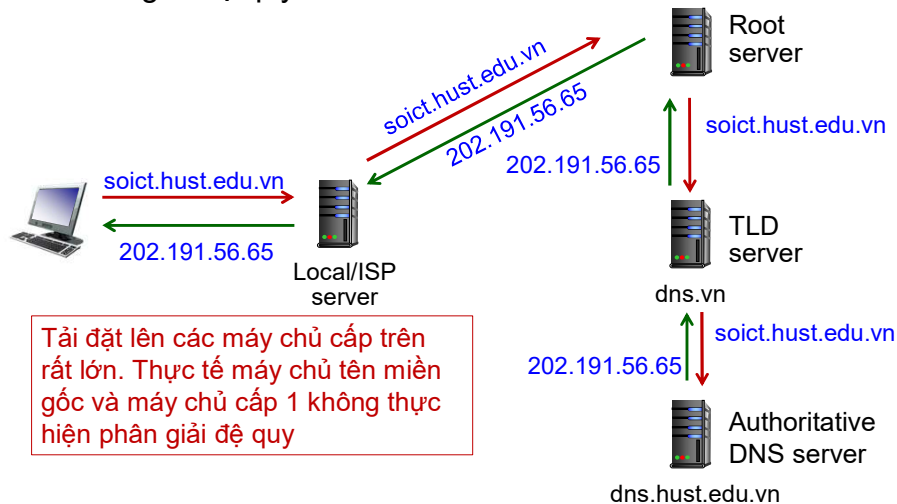 Root
server
soict.hust.edu.vn
202.191.56.65
soict.hust.edu.vn
202.191.56.65
soict.hust.edu.vn
202.191.56.65
TLD
server
Local/ISP
server
dns.vn
Tải đặt lên các máy chủ cấp trên
rất lớn. Thực tế máy chủ tên miền
gốc và máy chủ cấp 1 không thực
hiện phân giải đệ quy
soict.hust.edu.vn
202.191.56.65
Authoritative
DNS server
dns.hust.edu.vn